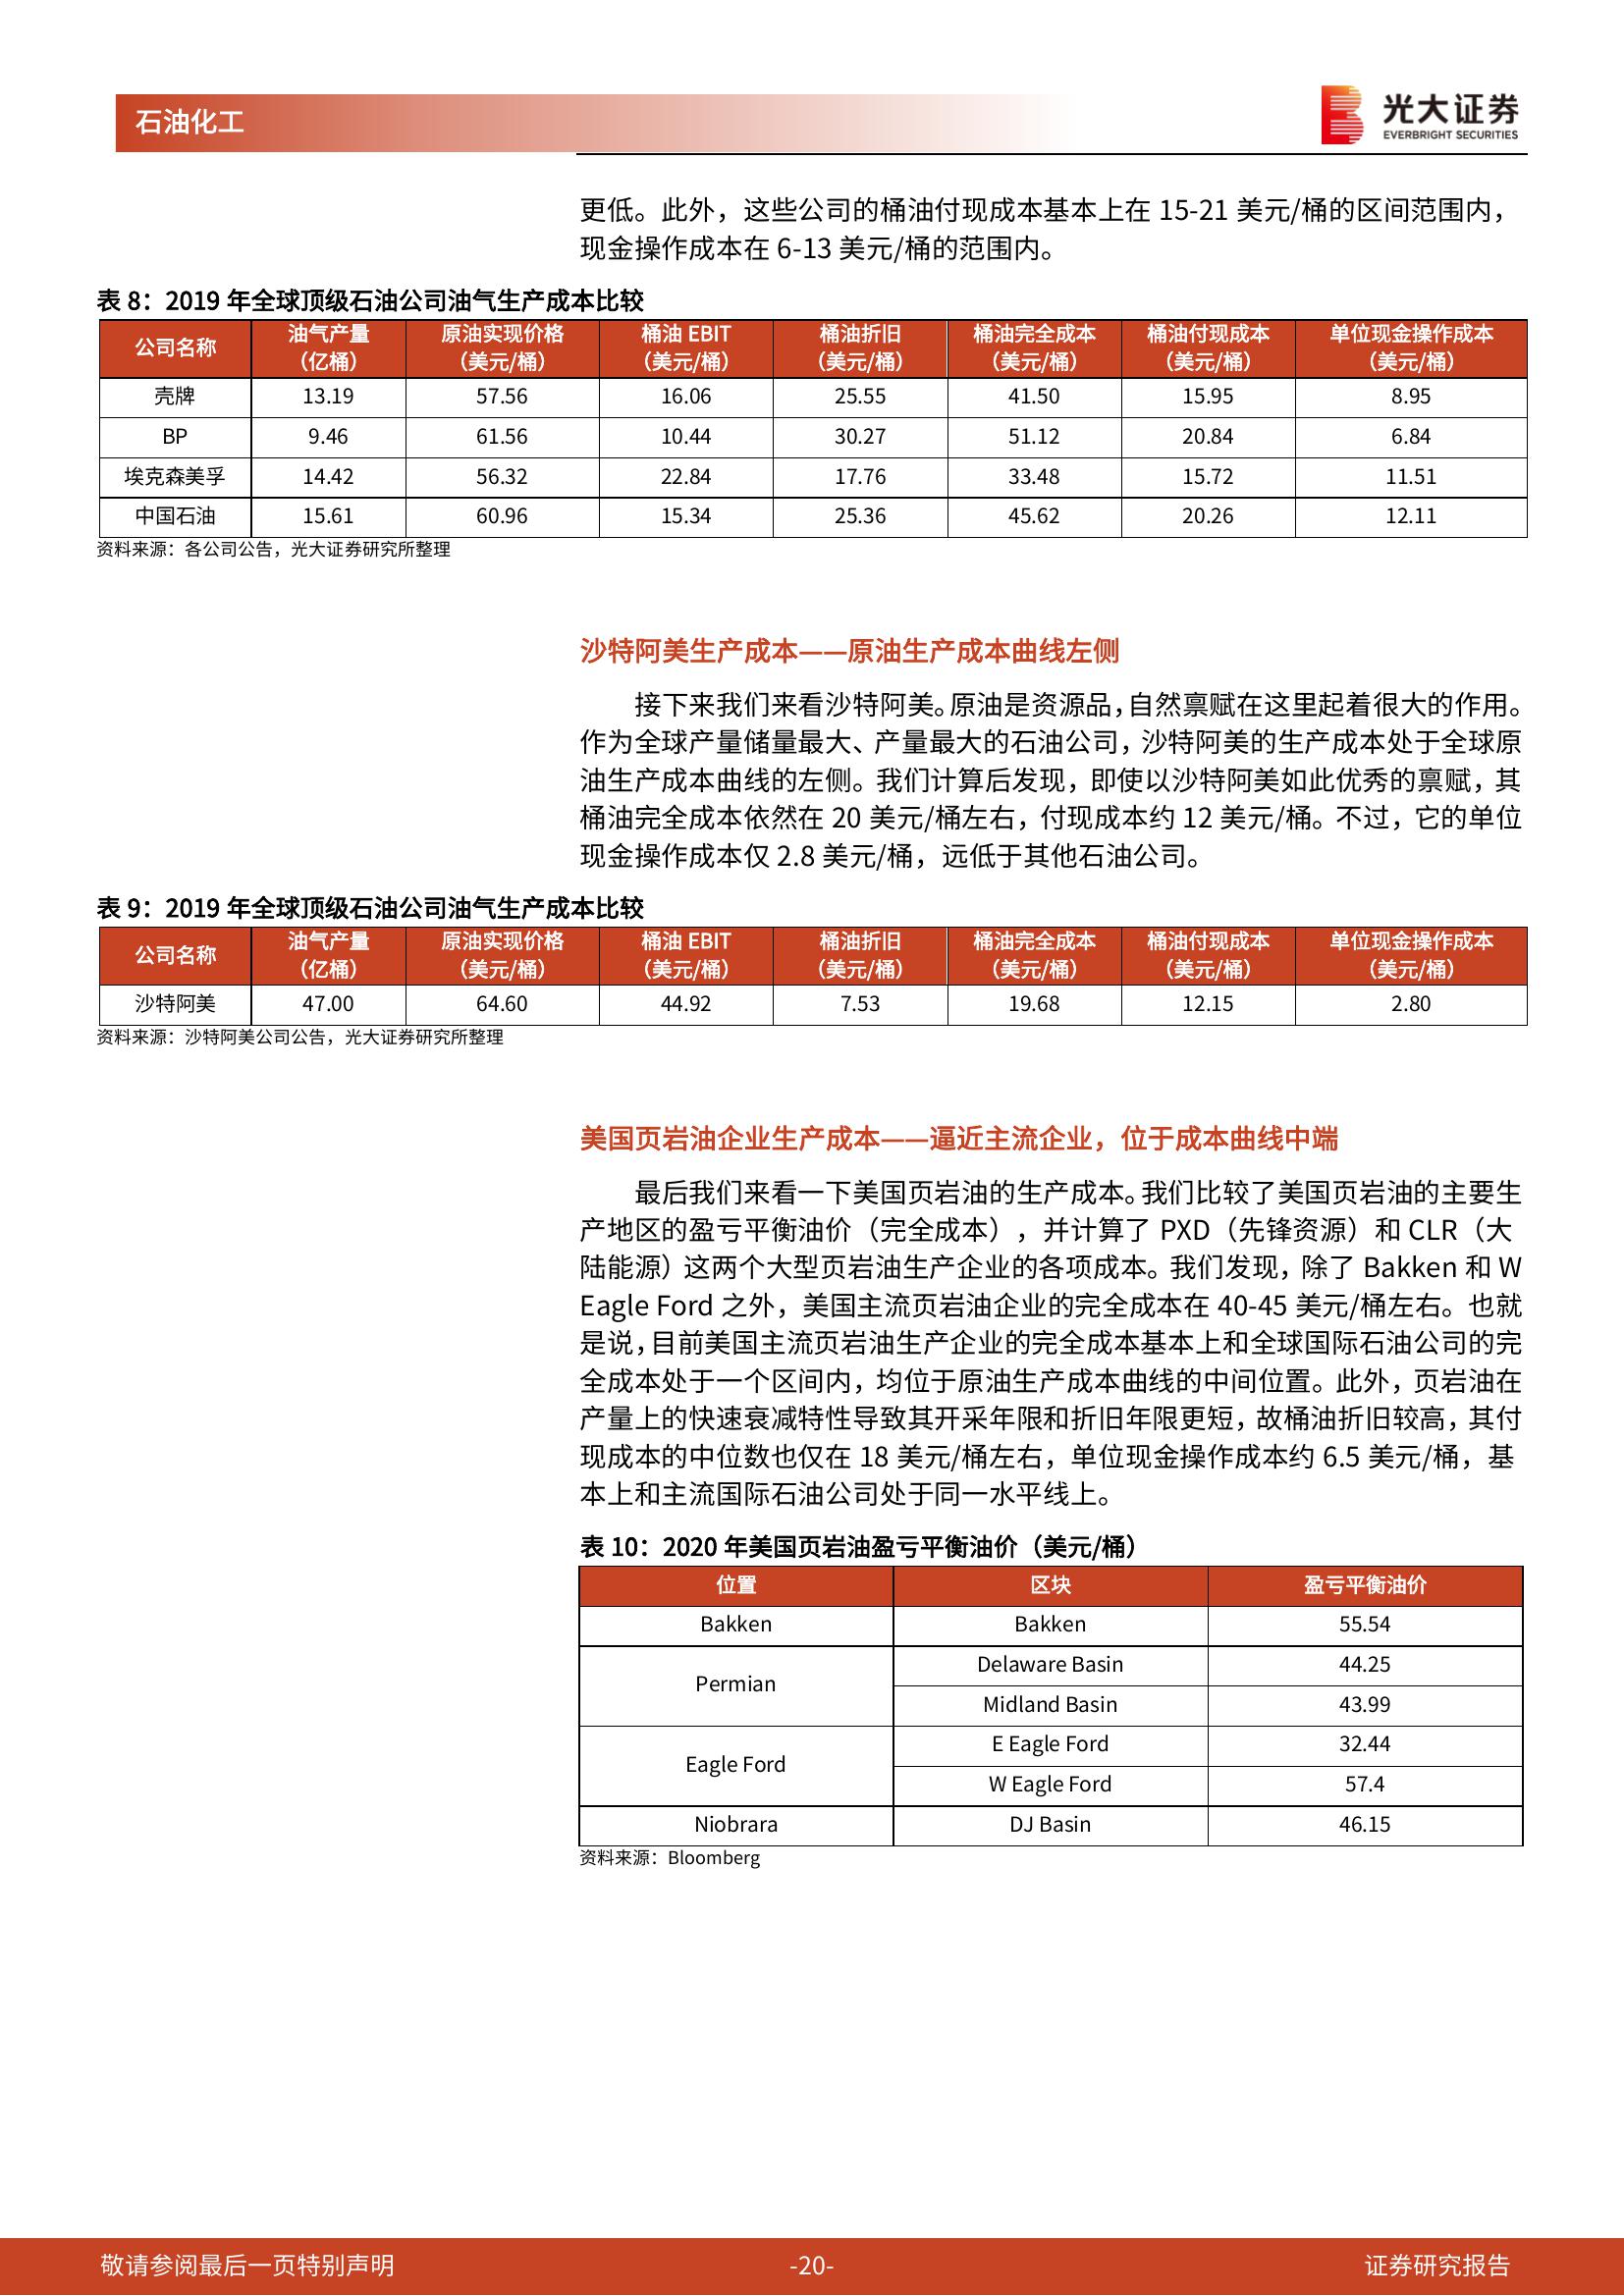 石油化工
光大证券
EVERBRIGHT SECURITIES
更低。此外，这些公司的桶油付现成本基本上在 15-21 美元/桶的区间范围内，
现金操作成本在 6-13 美元/桶的范围内。
表 8：2019 年全球顶级石油公司油气生产成本比较
公司名称 油气产量（亿桶） 原油实现价格（美元/桶） 桶油 EBIT（美元/桶） 桶油折旧（美元/桶） 桶油完全成本（美元/桶） 桶油付现成本（美元/桶） 单位现金操作成本（美元/桶）
壳牌 13.19 57.56 16.06 25.55 41.50 15.95 8.95
BP 9.46 61.56 10.44 30.27 51.12 20.84 6.84
埃克森美孚 14.42 56.32 22.84 17.76 33.48 15.72 11.51
中国石油 15.61 60.96 15.34 25.36 45.62 20.26 12.11
资料来源：各公司公告，光大证券研究所整理
沙特阿美生产成本——原油生产成本曲线左侧
接下来我们来看沙特阿美。原油是资源品，自然禀赋在这里起着很大的作用。
作为全球产量储量最大、产量最大的石油公司，沙特阿美的生产成本处于全球原
油生产成本曲线的左侧。我们计算后发现，即使以沙特阿美如此优秀的禀赋，其
桶油完全成本依然在 20 美元/桶左右，付现成本约 12 美元/桶。不过，它的单位
现金操作成本仅 2.8 美元/桶，远低于其他石油公司。
表 9：2019 年全球顶级石油公司油气生产成本比较
公司名称 油气产量（亿桶） 原油实现价格（美元/桶） 桶油 EBIT（美元/桶） 桶油折旧（美元/桶） 桶油完全成本（美元/桶） 桶油付现成本（美元/桶） 单位现金操作成本（美元/桶）
沙特阿美 47.00 64.60 44.92 7.53 19.68 12.15 2.80
资料来源：沙特阿美公司公告，光大证券研究所整理
美国页岩油企业生产成本——逼近主流企业，位于成本曲线中端
最后我们来看一下美国页岩油的生产成本。我们比较了美国页岩油的主要生
产地区的盈亏平衡油价（完全成本），并计算了 PXD（先锋资源）和 CLR（大
陆能源）这两个大型页岩油生产企业的各项成本。我们发现，除了 Bakken 和 W
Eagle Ford 之外，美国主流页岩油企业的完全成本在 40-45 美元/桶左右。也就
是说，目前美国主流页岩油生产企业的完全成本基本上和全球国际石油公司的完
全成本处于一个区间内，均位于原油生产成本曲线的中间位置。此外，页岩油在
产量上的快速衰减特性导致其开采年限和折旧年限更短，故桶油折旧较高，其付
现成本的中位数也仅在 18 美元/桶左右，单位现金操作成本约 6.5 美元/桶，基
本上和主流国际石油公司处于同一水平线上。
表 10：2020 年美国页岩油盈亏平衡油价（美元/桶）
位置 区块 盈亏平衡油价
Bakken Bakken 55.54
Permian Delaware Basin 44.25
Midland Basin 43.99
Eagle Ford E Eagle Ford 32.44
W Eagle Ford 57.4
Niobrara DJ Basin 46.15
资料来源：Bloomberg
敬请参阅最后一页特别声明 -20- 证券研究报告